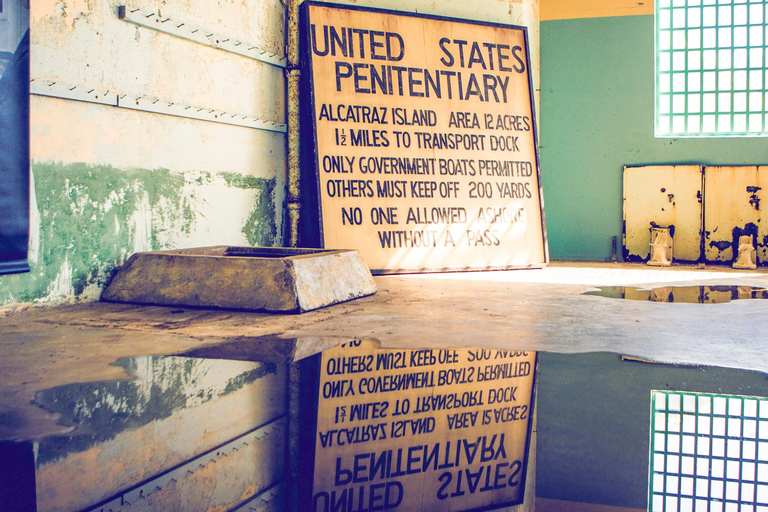 UNITED STATES
PENITENTIARY
ALCATRAZ ISLAND AREA 12 ACRES
1½ MILES TO TRANSPORT DOCK
ONLY GOVERNMENT BOATS PERMITTED
OTHERS MUST KEEP OFF 200 YARDS
NO ONE ALLOWED ASHORE
WITHOUT A PASS